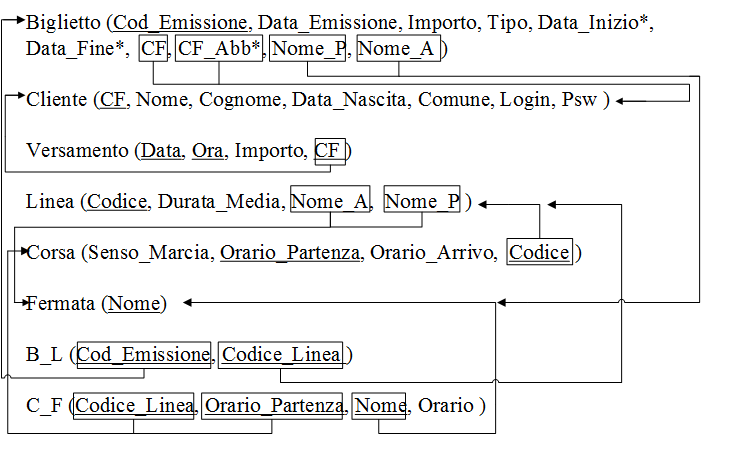 Biglietto (Cod_Emissione, Data_Emissione, Importo, Tipo, Data_Inizio*,
Data_Fine*, CF, CF_Abb*, Nome_P, Nome_A )
Cliente (CF, Nome, Cognome, Data_Nascita, Comune, Login, Psw )
Versamento (Data, Ora, Importo, CF)
Linea (Codice, Durata_Media, Nome_A, Nome_P )
Corsa (Senso_Marcia, Orario_Partenza, Orario_Arrivo, Codice )
Fermata (Nome)
B_L (Cod_Emissione, Codice_Linea )
C_F (Codice_Linea, Orario_Partenza, Nome, Orario )